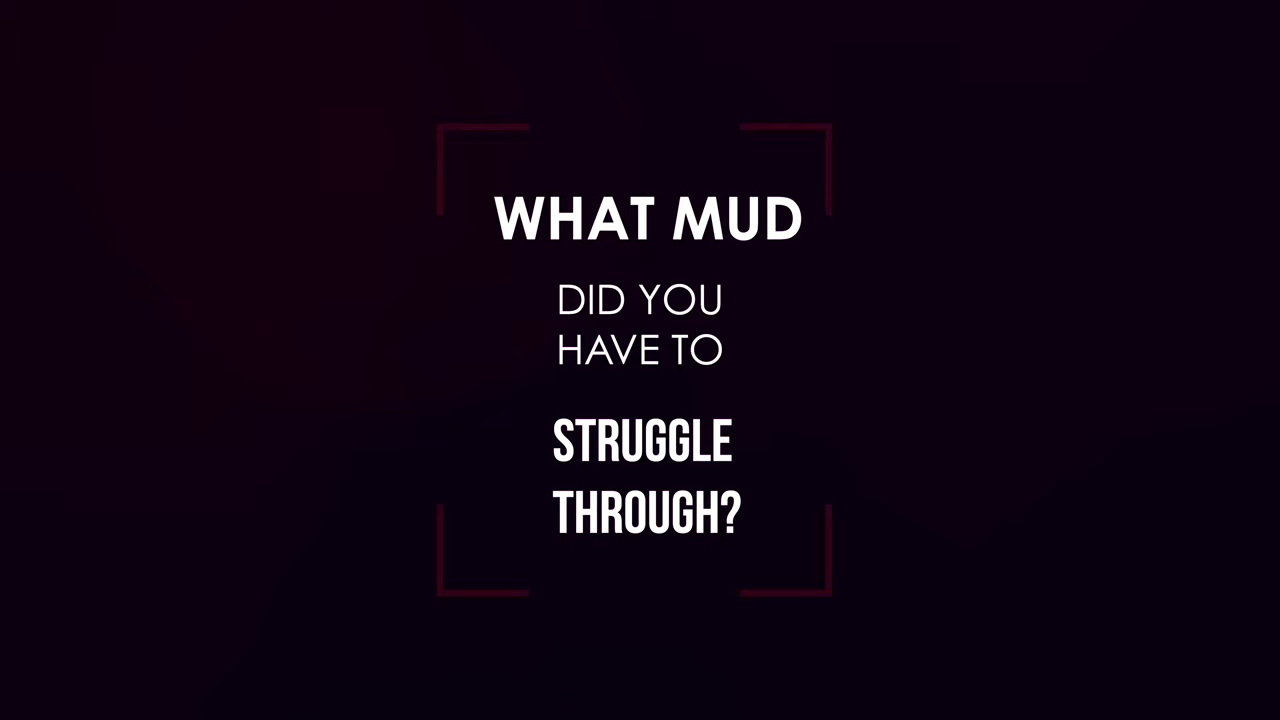 WHAT MUD
DID YOU
HAVE TO
STRUGGLE
THROUGH?